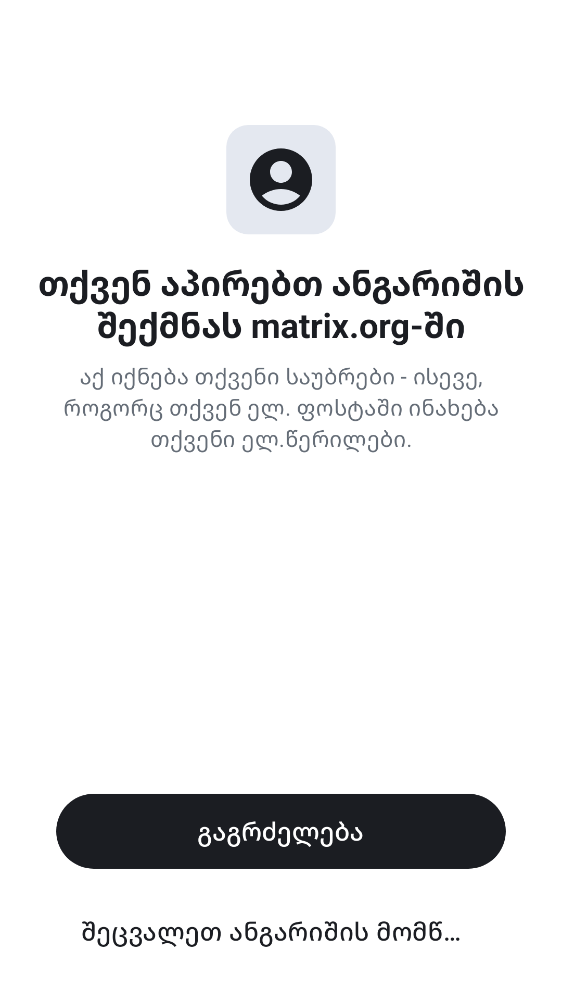 თქვენ აპირებთ ანგარიშის
შექმნას matrix.org-ში
აქ იქნება თქვენი საუბრები - ისევე,
როგორც თქვენ ელ. ფოსტაში ინახება
თქვენი ელ.წერილები.
გაგრძელება
შეცვალეთ ანგარიშის მომწ...